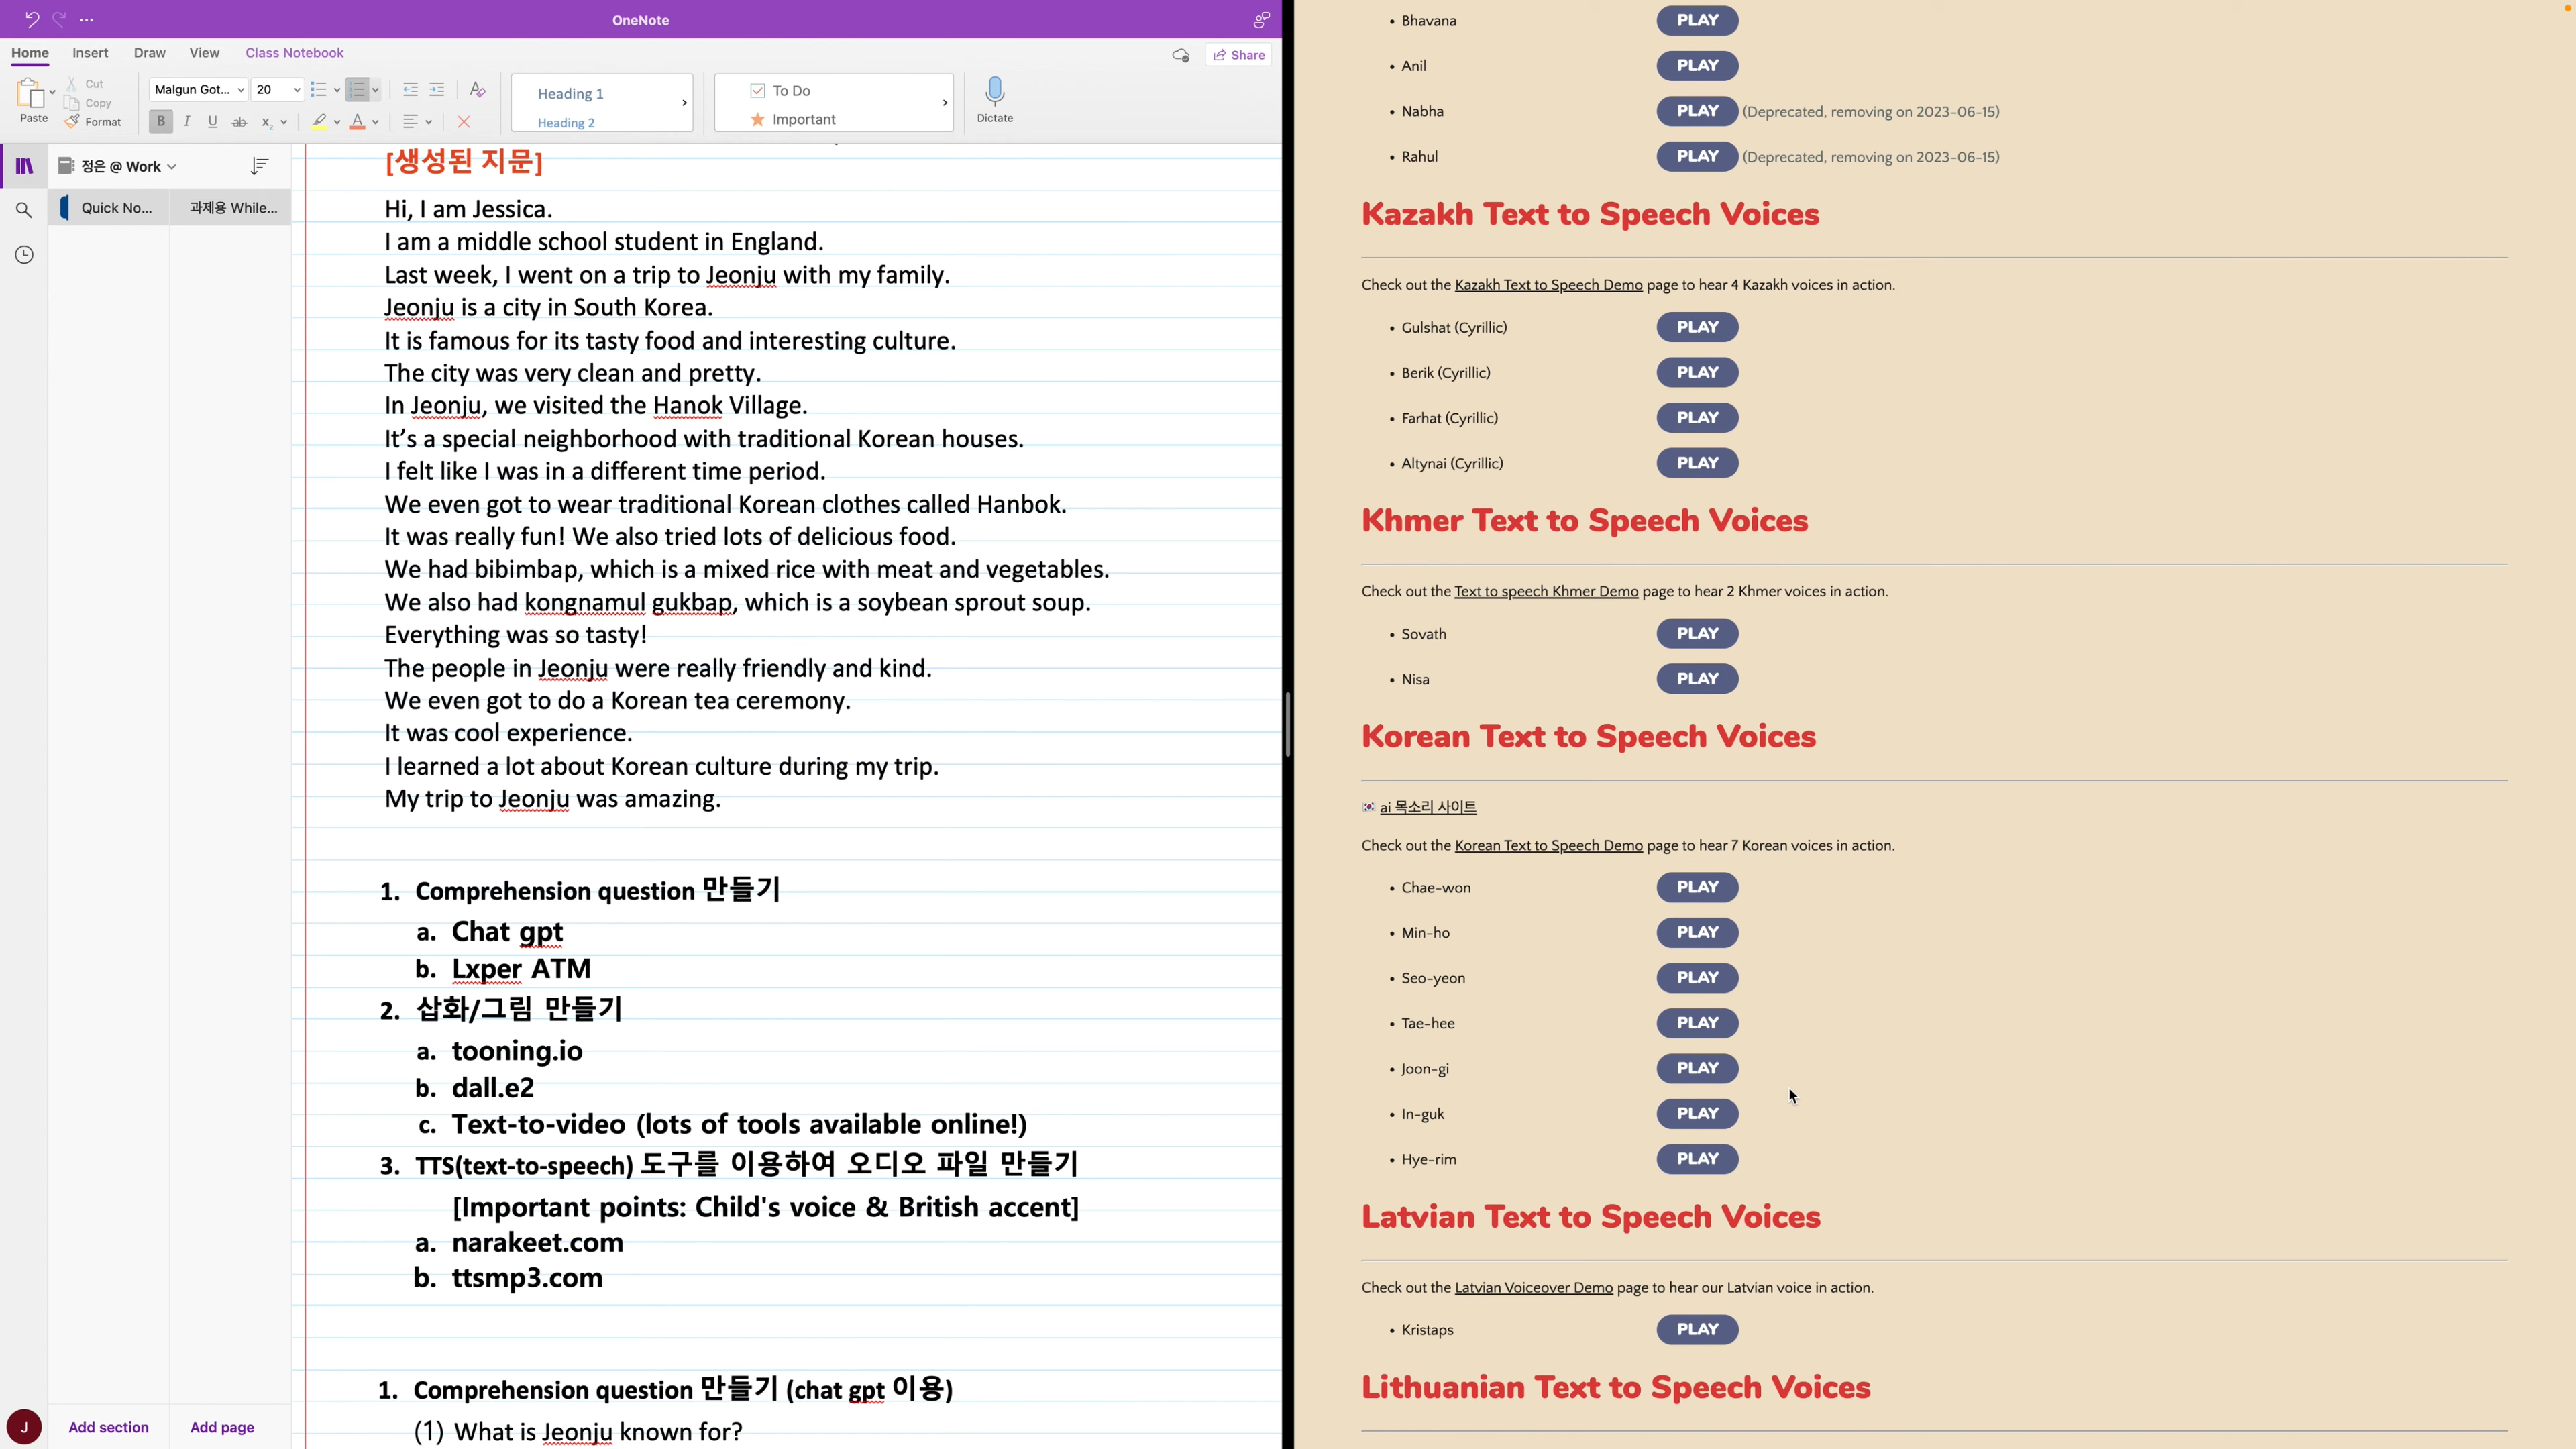 OneNote
Home Insert Draw View Class Notebook
Share
Paste
Cut
Copy
Format
Malgun Got... 20
Heading 1
Heading 2
To Do
Important
Dictate
정은 @ Work
Quick No...
과제용 While...
Add section
Add page
J
[생성된 지문]
Hi, I am Jessica.
I am a middle school student in England.
Last week, I went on a trip to Jeonju with my family.
Jeonju is a city in South Korea.
It is famous for its tasty food and interesting culture.
The city was very clean and pretty.
In Jeonju, we visited the Hanok Village.
It's a special neighborhood with traditional Korean houses.
I felt like I was in a different time period.
We even got to wear traditional Korean clothes called Hanbok.
It was really fun! We also tried lots of delicious food.
We had bibimbap, which is a mixed rice with meat and vegetables.
We also had kongnamul gukbap, which is a soybean sprout soup.
Everything was so tasty!
The people in Jeonju were really friendly and kind.
We even got to do a Korean tea ceremony.
It was cool experience.
I learned a lot about Korean culture during my trip.
My trip to Jeonju was amazing.
1. Comprehension question 만들기
a. Chat gpt
b. Lxper ATM
2. 삽화/그림 만들기
a. tooning.io
b. dall.e2
c. Text-to-video (lots of tools available online!)
3. TTS(text-to-speech) 도구를 이용하여 오디오 파일 만들기
[Important points: Child's voice & British accent]
a. narakeet.com
b. ttsmp3.com
1. Comprehension question 만들기 (chat gpt 이용)
(1) What is Jeonju known for?
• Bhavana PLAY
• Anil PLAY
• Nabha PLAY (Deprecated, removing on 2023-06-15)
• Rahul PLAY (Deprecated, removing on 2023-06-15)
Kazakh Text to Speech Voices
Check out the Kazakh Text to Speech Demo page to hear 4 Kazakh voices in action.
• Gulshat (Cyrillic) PLAY
• Berik (Cyrillic) PLAY
• Farhat (Cyrillic) PLAY
• Altynai (Cyrillic) PLAY
Khmer Text to Speech Voices
Check out the Text to speech Khmer Demo page to hear 2 Khmer voices in action.
• Sovath PLAY
• Nisa PLAY
Korean Text to Speech Voices
🇰🇷 ai 목소리 사이트
Check out the Korean Text to Speech Demo page to hear 7 Korean voices in action.
• Chae-won PLAY
• Min-ho PLAY
• Seo-yeon PLAY
• Tae-hee PLAY
• Joon-gi PLAY
• In-guk PLAY
• Hye-rim PLAY
Latvian Text to Speech Voices
Check out the Latvian Voiceover Demo page to hear our Latvian voice in action.
• Kristaps PLAY
Lithuanian Text to Speech Voices